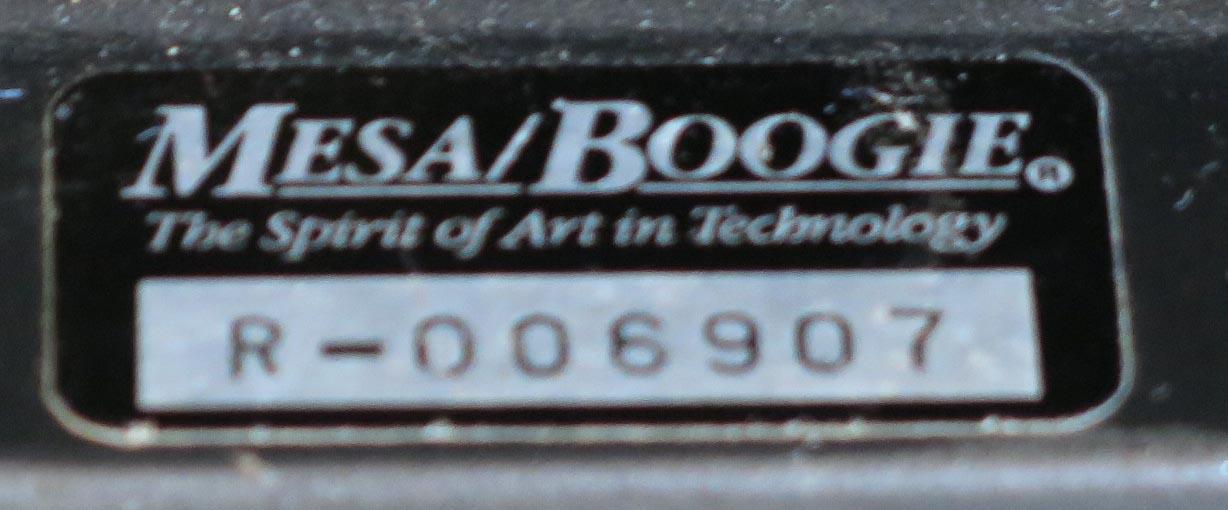 MESA/BOOGIE®
The Spirit of Art in Technology
R-006907